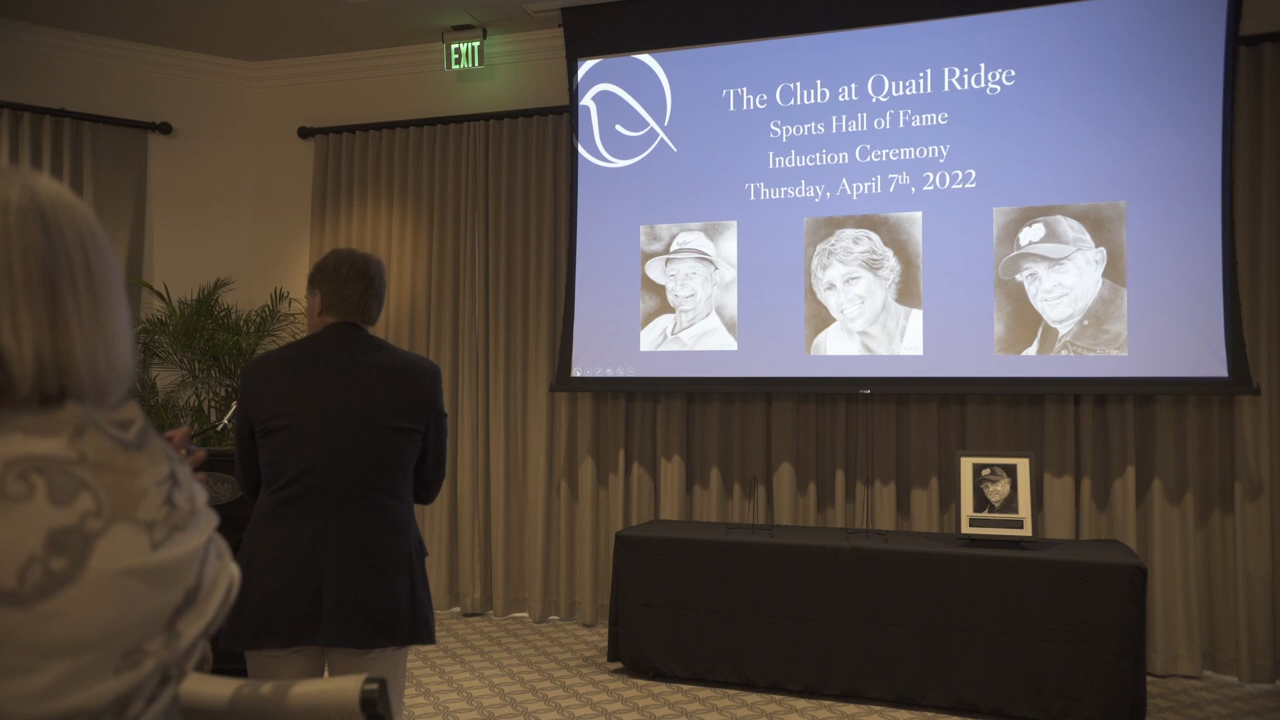 EXIT
The Club at Quail Ridge
Sports Hall of Fame
Induction Ceremony
Thursday, April 7th, 2022